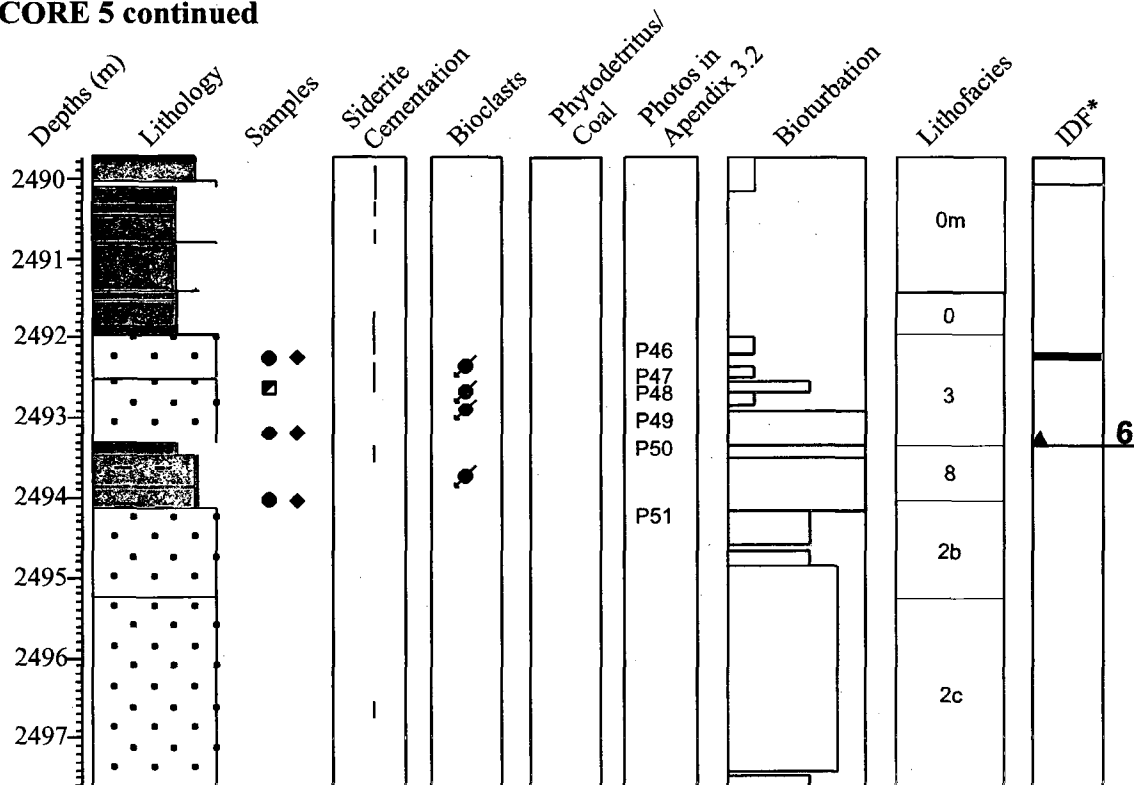 CORE 5 continued
Depths (m)
Lithology
Samples
Siderite
Cementation
Bioclasts
Phytodetritus/
Coal
Photos in
Apendix 3.2
Bioturbation
Lithofacies
IDF*
2490
2491
2492
2493
2494
2495
2496
2497
P46
P47
P48
P49
P50
P51
0m
0
3
8
2b
2c
6